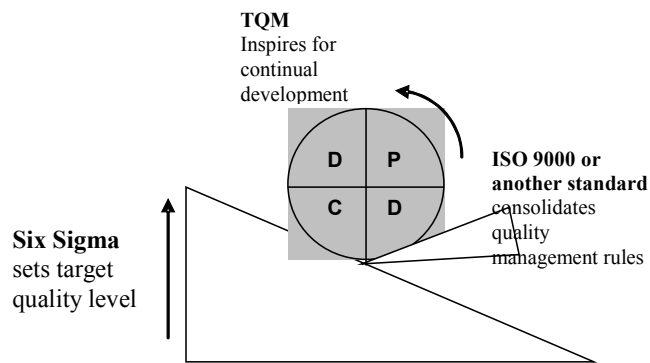 TQM
Inspires for
continual
development
D P
C D
ISO 9000 or
another standard
consolidates
quality
management rules
Six Sigma
sets target
quality level